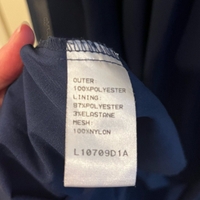 OUTER
100%POLYESTER
LINING
97%POLYESTER
3%ELASTANE
MESH
100%NYLON
L10709D1A